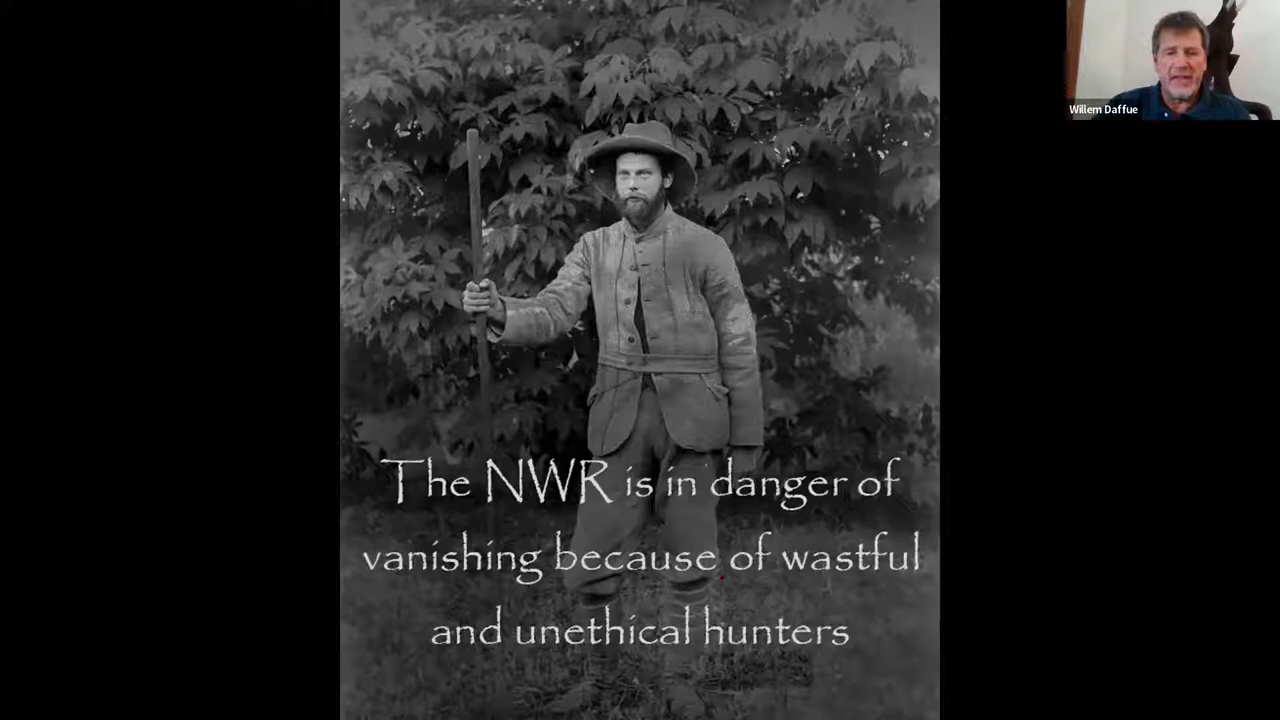 Willem Daffue
The NWR is in danger of
vanishing because of wastful
and unethical hunters